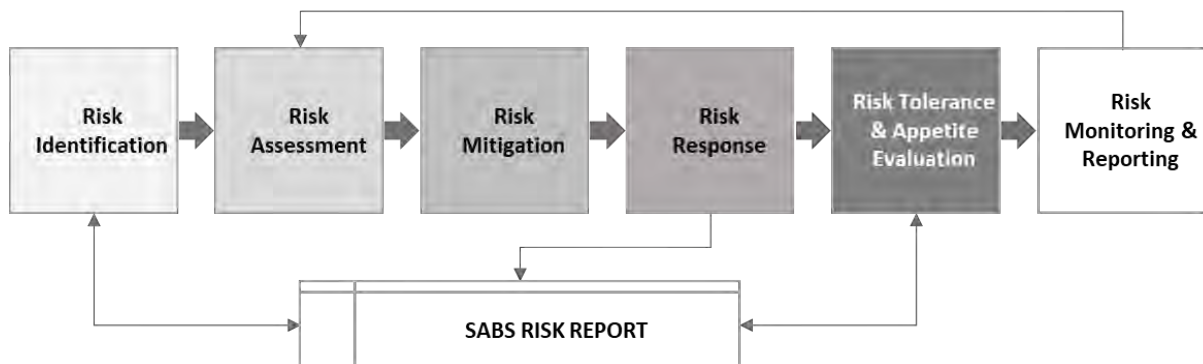 Risk
Identification
Risk
Assessment
Risk
Mitigation
Risk
Response
Risk Tolerance
& Appetite
Evaluation
Risk
Monitoring &
Reporting
SABS RISK REPORT